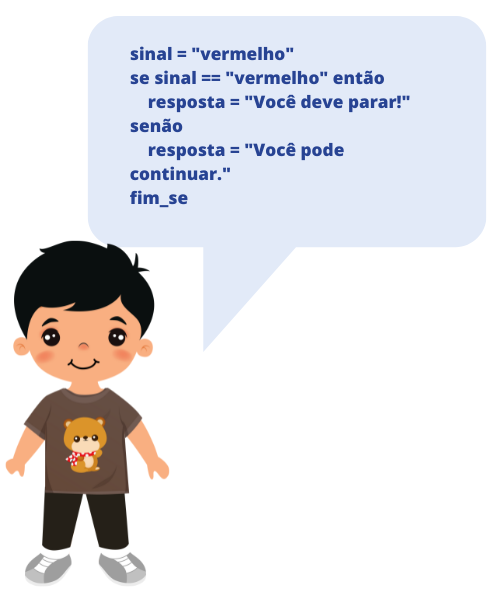 sinal = "vermelho"
se sinal == "vermelho" então
    resposta = "Você deve parar!"
senão
    resposta = "Você pode
continuar."
fim_se